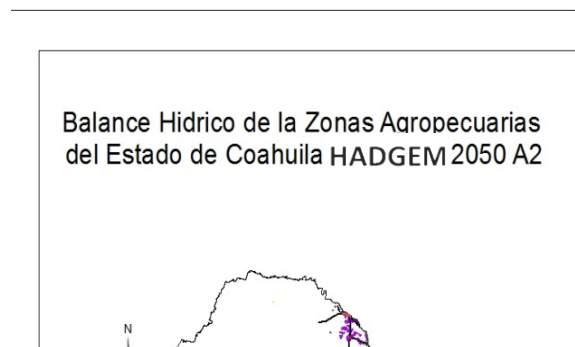 Balance Hidrico de la Zonas Agropecuarias
del Estado de Coahuila HADGEM 2050 A2
N